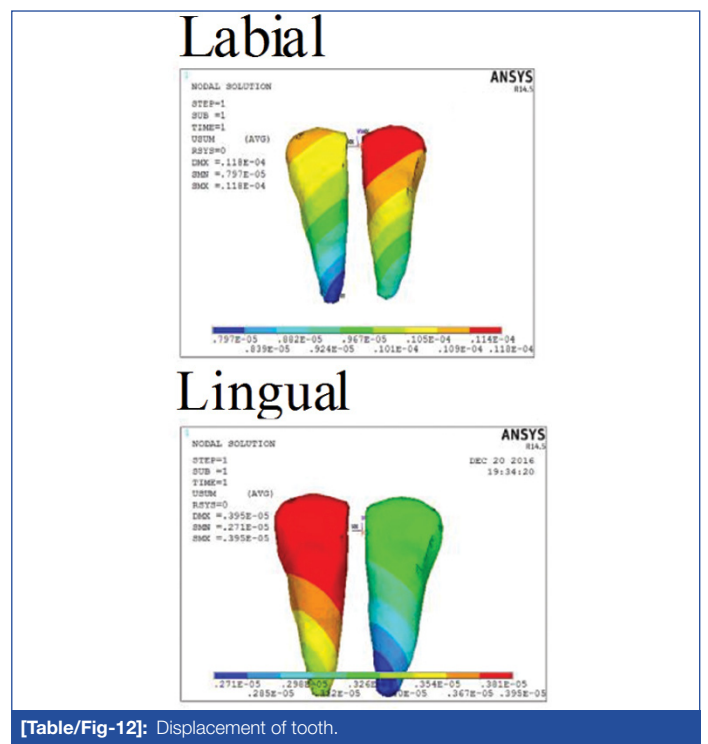 Labial
ANSYS
R14.5
NODAL SOLUTION
STEP=1
SUB =1
TIME=1
USUM (AVG)
RSYS=0
DMX =.118E-04
SMN =.797E-05
SMX =.118E-04
.797E-05 .882E-05 .967E-05 .105E-04 .114E-04
.839E-05 .924E-05 .101E-04 .109E-04 .118E-04
Lingual
ANSYS
R14.5
NODAL SOLUTION
DEC 20 2016
19:34:20
STEP=1
SUB =1
TIME=1
USUM (AVG)
RSYS=0
DMX =.395E-05
SMN =.271E-05
SMX =.395E-05
.271E-05 .298E-05 .326E-05 .354E-05 .381E-05
.285E-05 .367E-05 .395E-05
[Table/Fig-12]: Displacement of tooth.